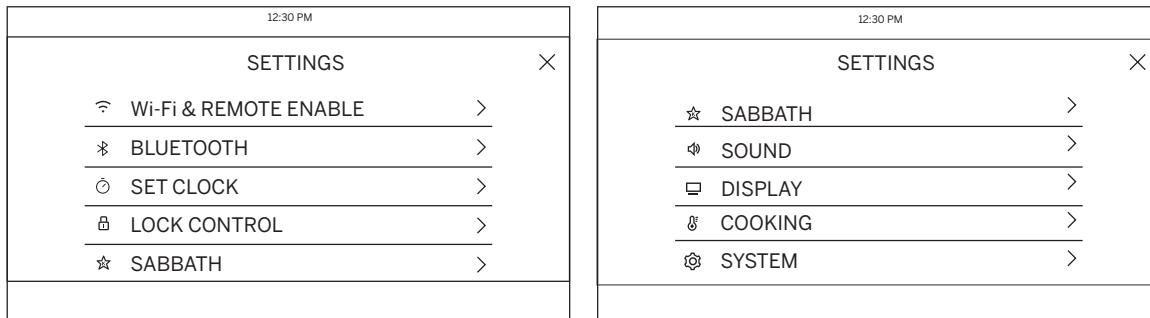 12:30 PM
SETTINGS
Wi-Fi & REMOTE ENABLE
BLUETOOTH
SET CLOCK
LOCK CONTROL
SABBATH
12:30 PM
SETTINGS
SABBATH
SOUND
DISPLAY
COOKING
SYSTEM